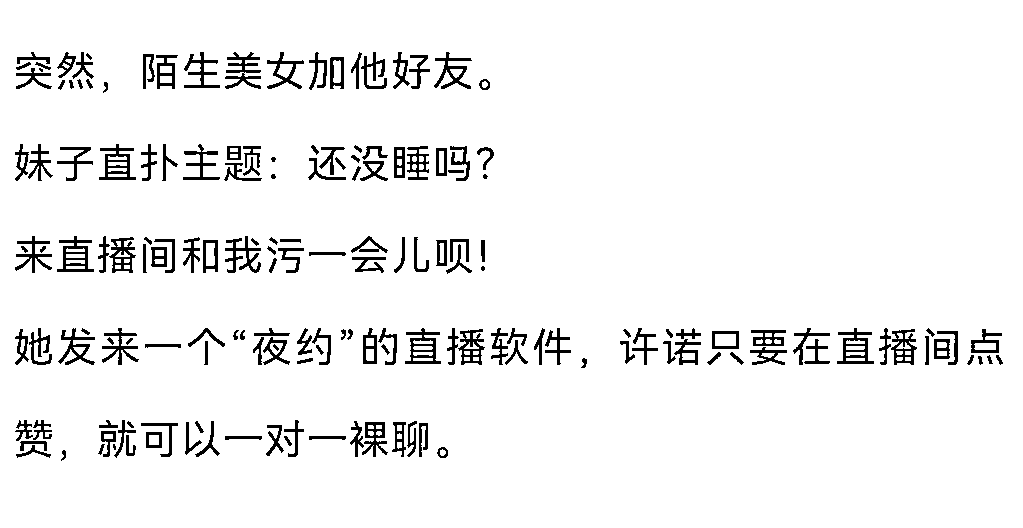 突然，陌生美女加他好友。
妹子直扑主题：还没睡吗？
来直播间和我污一会儿呗！
她发来一个“夜约”的直播软件，许诺只要在直播间点
赞，就可以一对一裸聊。